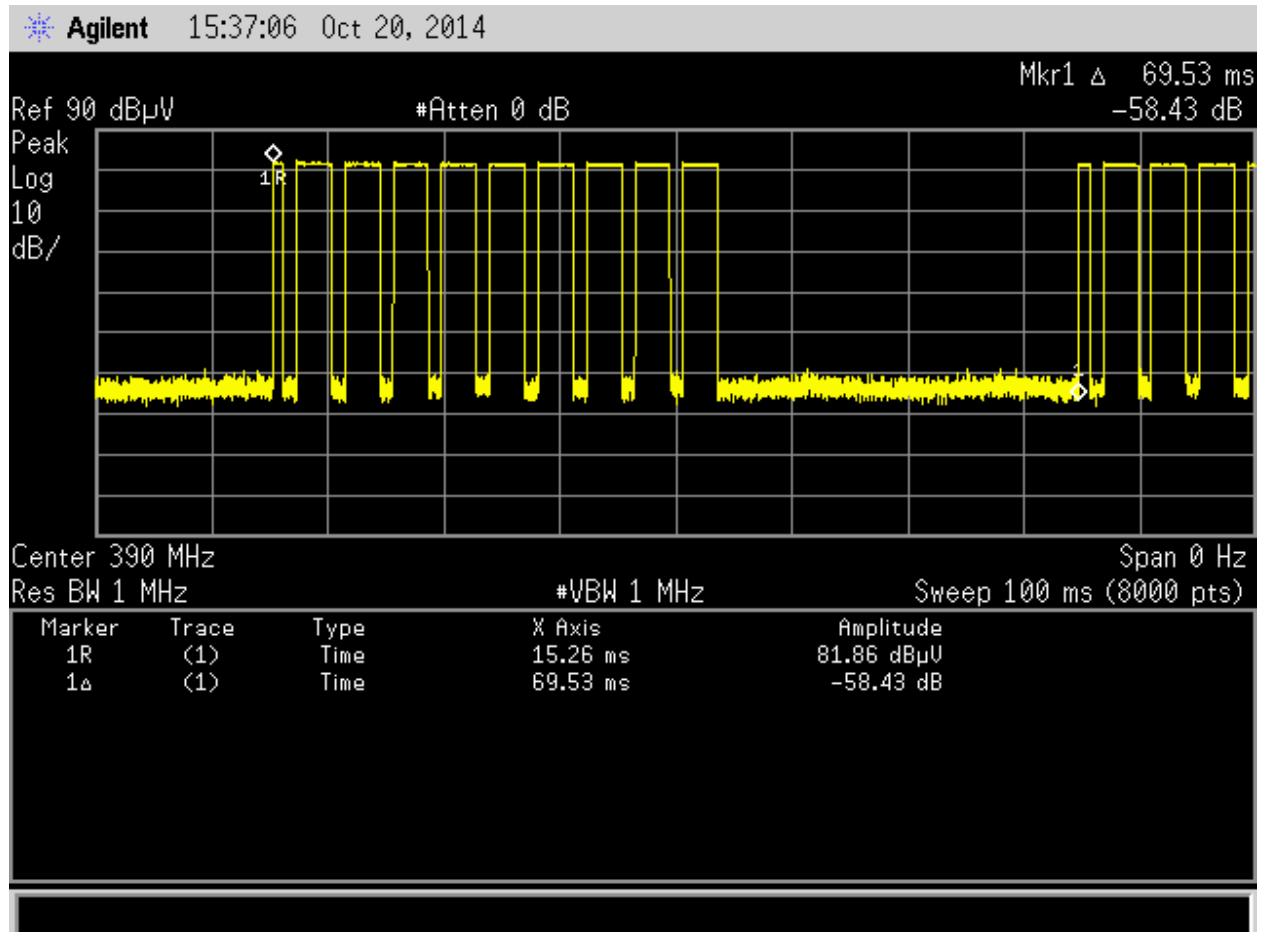 Agilent 15:37:06 Oct 20, 2014
Mkr1 Δ 69.53 ms
Ref 90 dBµV #Atten 0 dB -58.43 dB
Peak
Log
10
dB/
1R
1
Center 390 MHz Span 0 Hz
Res BW 1 MHz #VBW 1 MHz Sweep 100 ms (8000 pts)
Marker Trace Type X Axis Amplitude
1R (1) Time 15.26 ms 81.86 dBµV
1Δ (1) Time 69.53 ms -58.43 dB